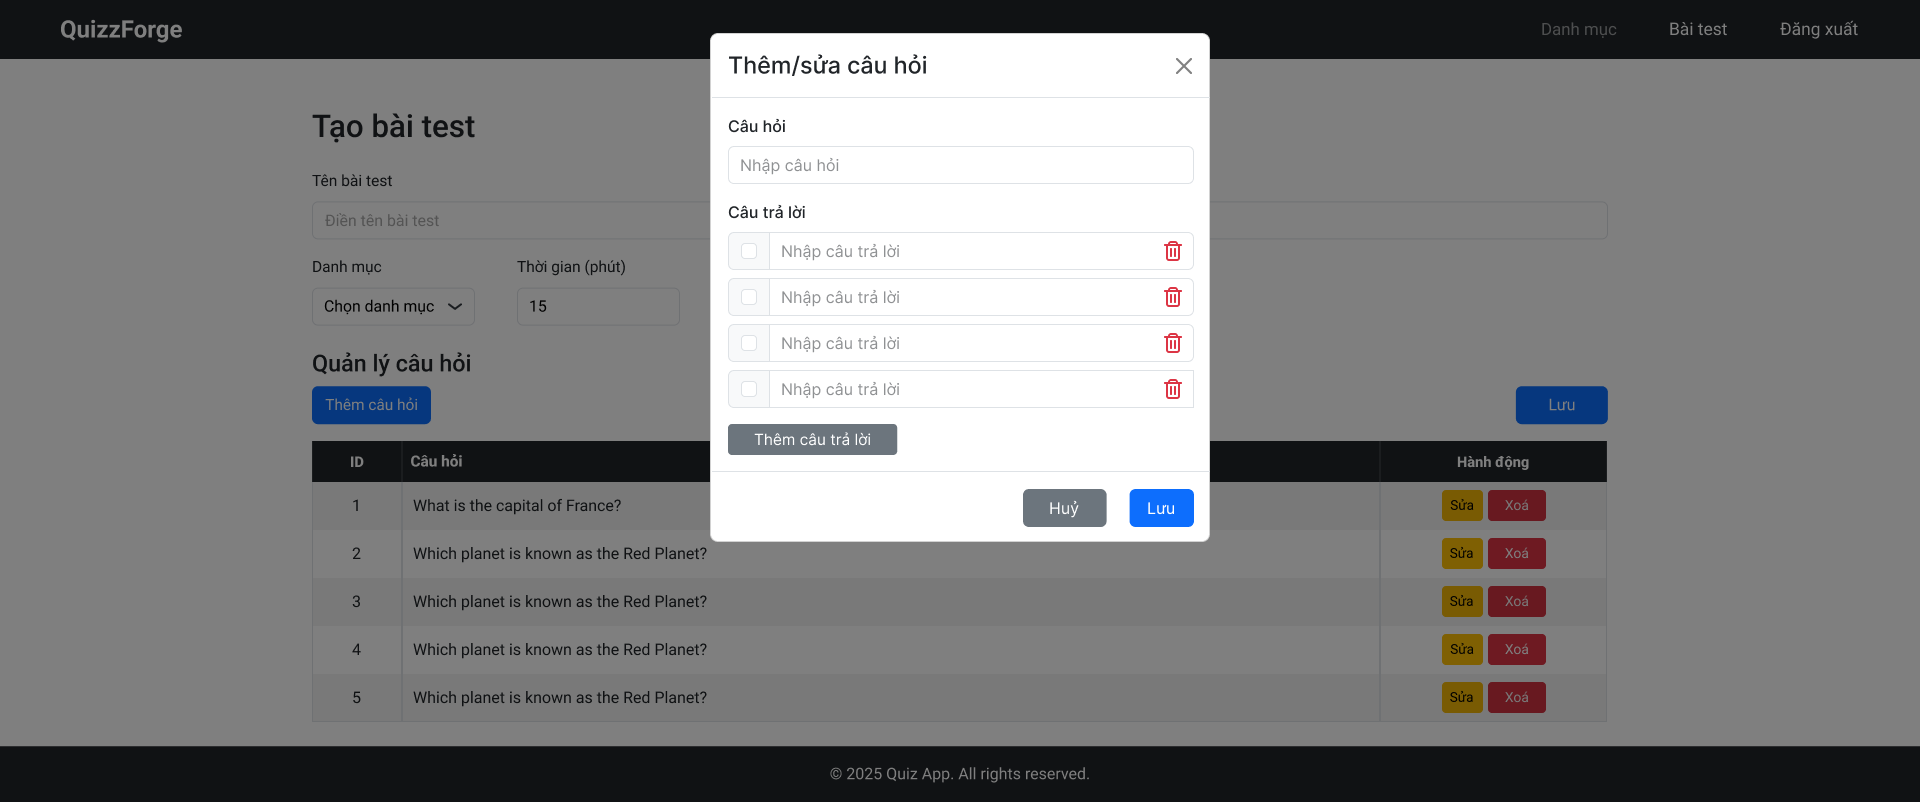 QuizzForge
Danh mục
Bài test
Đăng xuất
Thêm/sửa câu hỏi
Câu hỏi
Nhập câu hỏi
Câu trả lời
Nhập câu trả lời
Nhập câu trả lời
Nhập câu trả lời
Nhập câu trả lời
Thêm câu trả lời
Huỷ
Lưu
Tạo bài test
Tên bài test
Điền tên bài test
Danh mục
Thời gian (phút)
Chọn danh mục
15
Quản lý câu hỏi
Thêm câu hỏi
Lưu
ID Câu hỏi Hành động
1 What is the capital of France? Sửa Xoá
2 Which planet is known as the Red Planet? Sửa Xoá
3 Which planet is known as the Red Planet? Sửa Xoá
4 Which planet is known as the Red Planet? Sửa Xoá
5 Which planet is known as the Red Planet? Sửa Xoá
© 2025 Quiz App. All rights reserved.